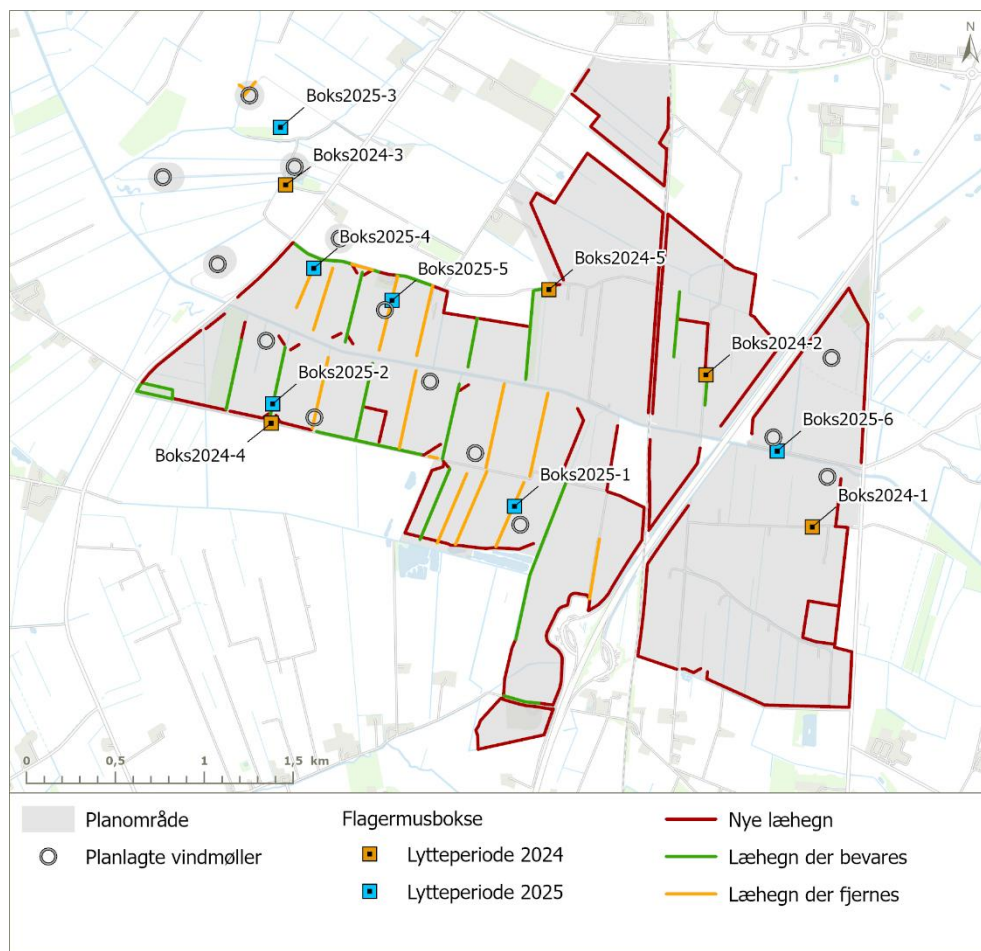 N
Boks2025-3
Boks2024-3
Boks2025-4
Boks2025-5
Boks2024-5
Boks2024-2
Boks2025-2
Boks2024-4
Boks2025-6
Boks2025-1
Boks2024-1
0 0,5 1 1,5 km
Planområde
Planlagte vindmøller
Flagermusbokse
Lytteperiode 2024
Lytteperiode 2025
Nye læhegn
Læhegn der bevares
Læhegn der fjernes